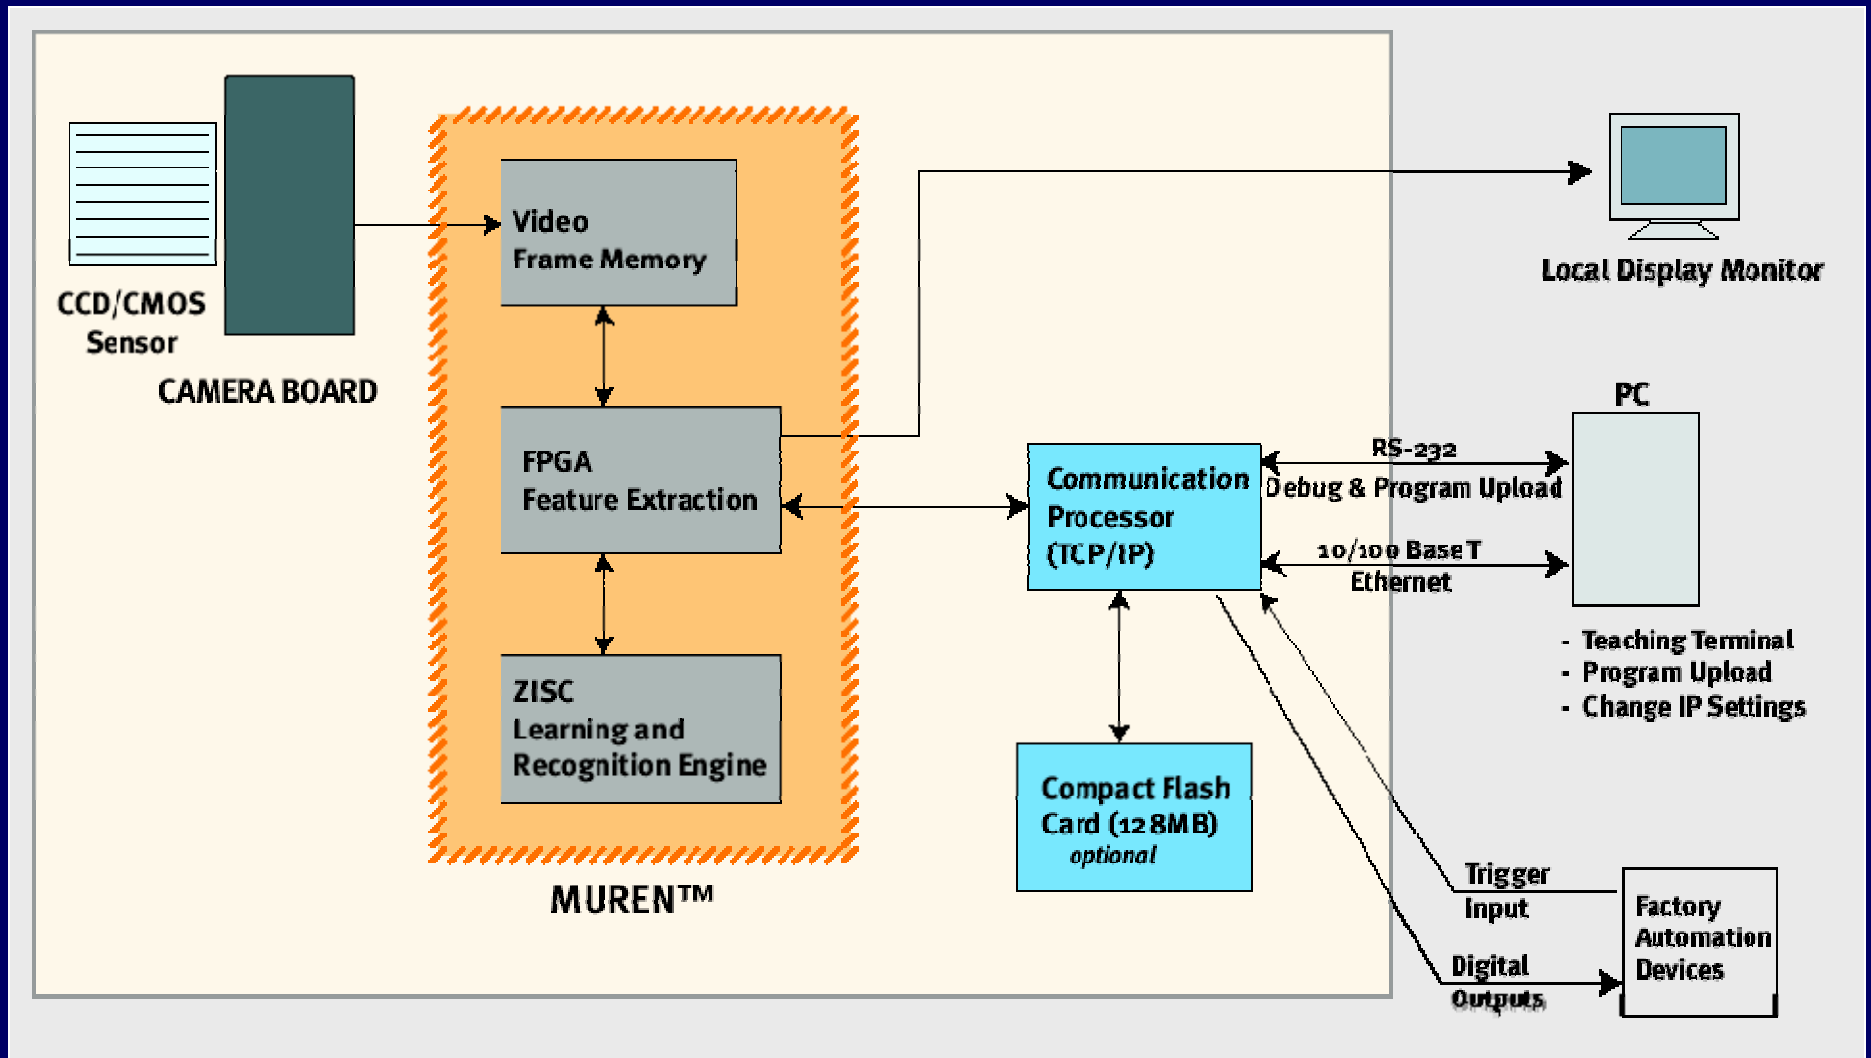 CCD/CMOS
Sensor
CAMERA BOARD
Video
Frame Memory
FPGA
Feature Extraction
ZISC
Learning and
Recognition Engine
MUREN™
Communication
Processor
(TCP/IP)
Compact Flash
Card (128MB)
optional
Local Display Monitor
PC
RS-232
Debug & Program Upload
10/100 Base T
Ethernet
- Teaching Terminal
- Program Upload
- Change IP Settings
Trigger
Input
Digital
Outputs
Factory
Automation
Devices